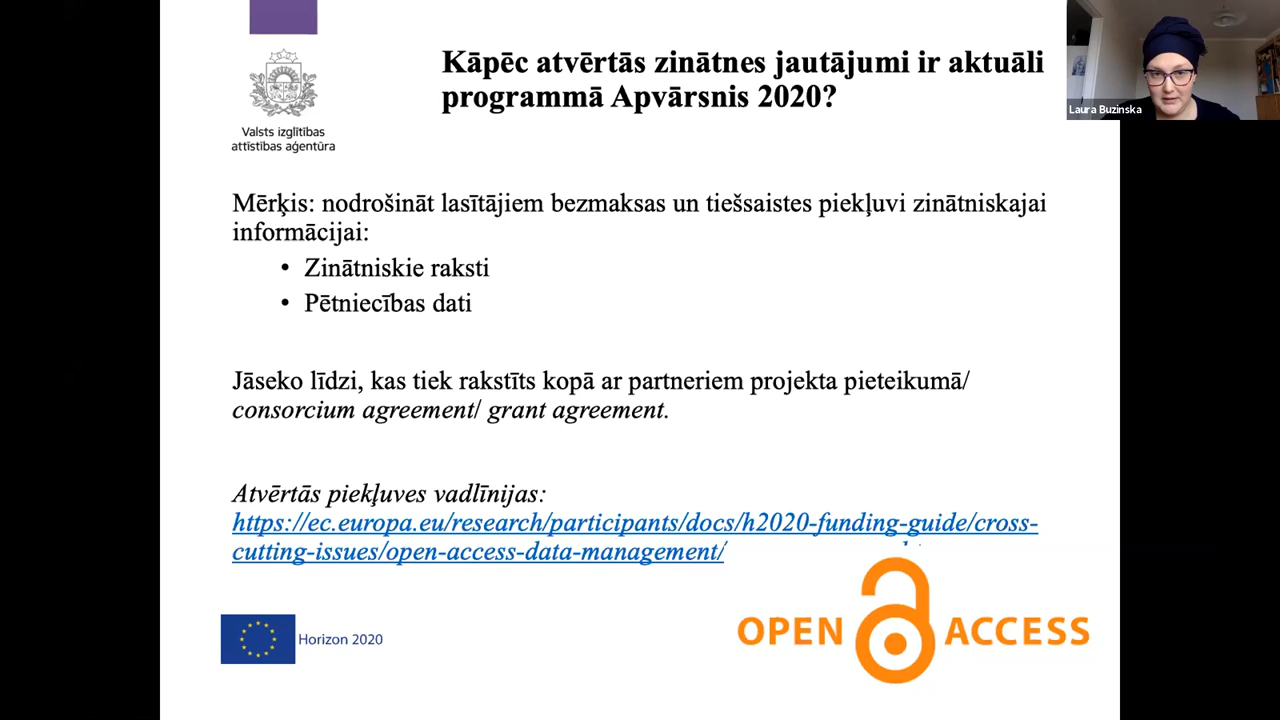 Kāpēc atvērtās zinātnes jautājumi ir aktuāli
programmā Apvārsnis 2020?
Laura Buzinska
Valsts izglītības
attīstības aģentūra
Mērķis: nodrošināt lasītājiem bezmaksas un tiešsaistes piekļuvi zinātniskajai
informācijai:
• Zinātniskie raksti
• Pētniecības dati
Jāseko līdzi, kas tiek rakstīts kopā ar partneriem projekta pieteikumā/
consorcium agreement/ grant agreement.
Atvērtās piekļuves vadlīnijas:
https://ec.europa.eu/research/participants/docs/h2020-funding-guide/cross-
cutting-issues/open-access-data-management/
Horizon 2020
OPEN ACCESS